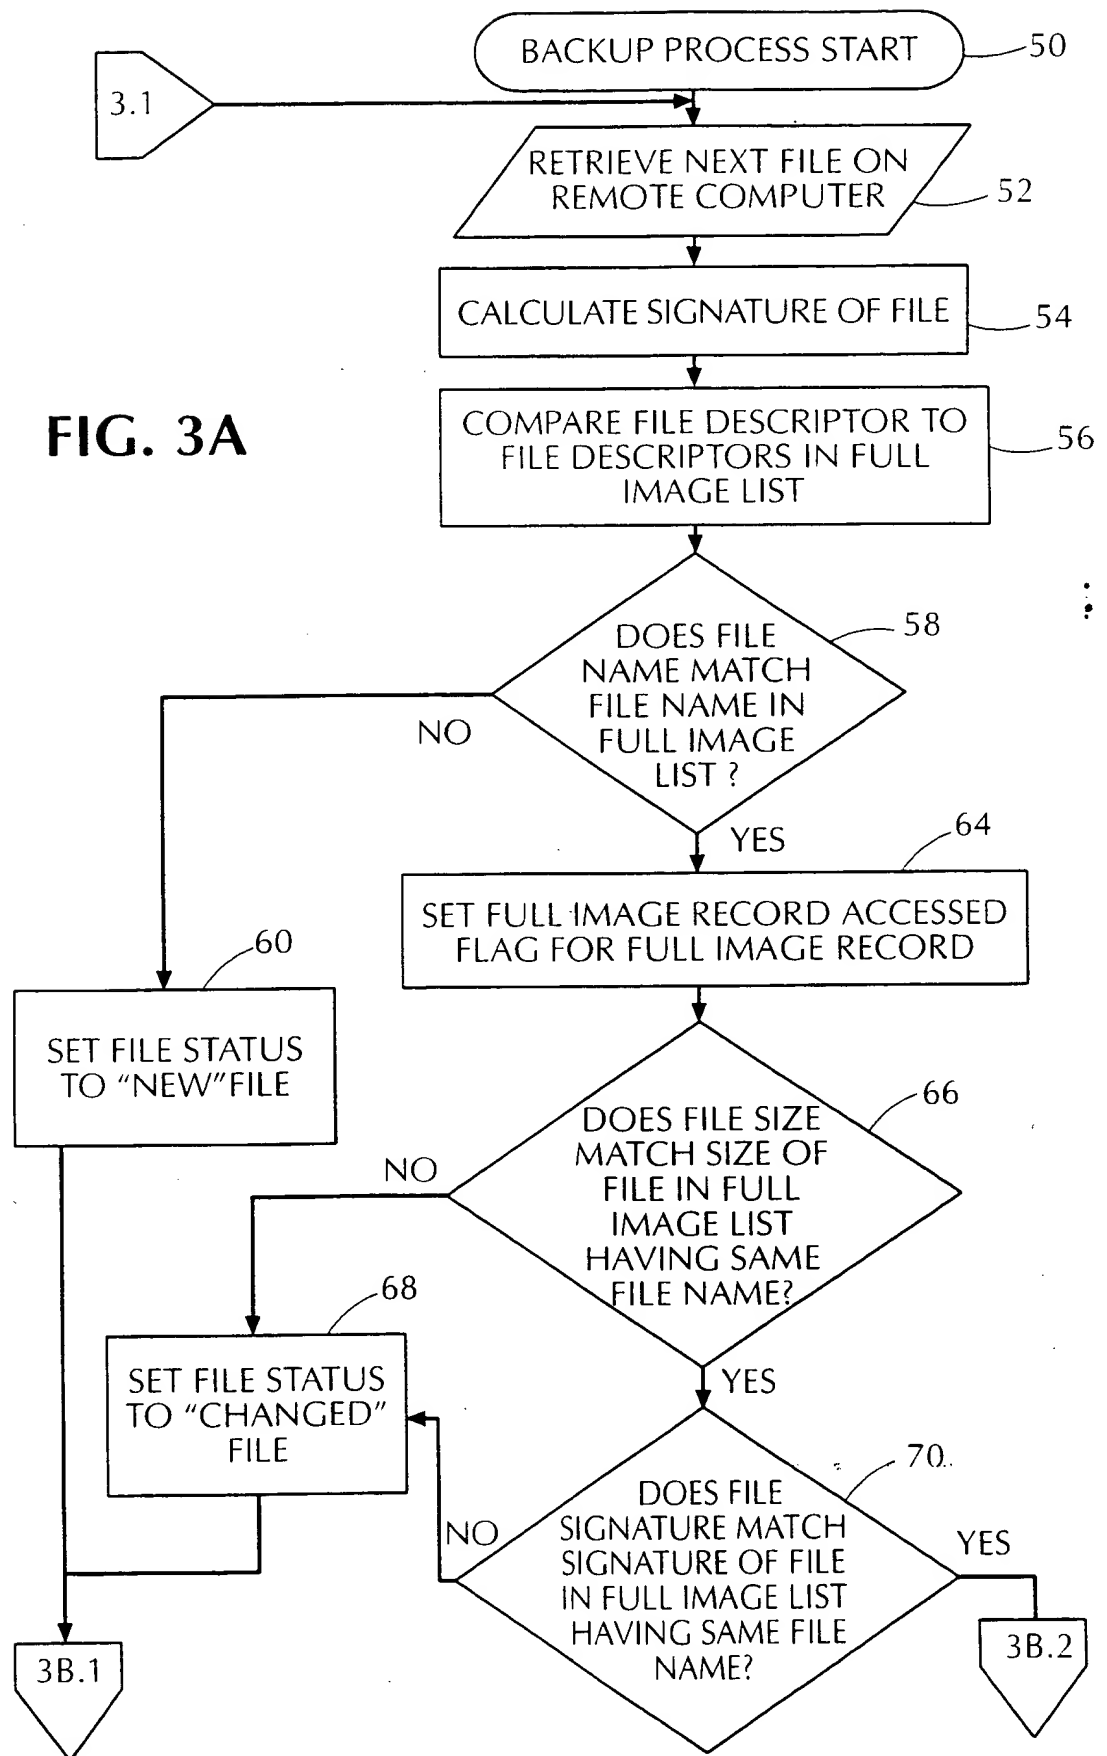 BACKUP PROCESS START
50
3.1
RETRIEVE NEXT FILE ON
REMOTE COMPUTER
52
CALCULATE SIGNATURE OF FILE
54
FIG. 3A
COMPARE FILE DESCRIPTOR TO
FILE DESCRIPTORS IN FULL
IMAGE LIST
56
DOES FILE
NAME MATCH
FILE NAME IN
FULL IMAGE
LIST ?
58
NO
YES
64
SET FULL IMAGE RECORD ACCESSED
FLAG FOR FULL IMAGE RECORD
60
SET FILE STATUS
TO "NEW"FILE
DOES FILE SIZE
MATCH SIZE OF
FILE IN FULL
IMAGE LIST
HAVING SAME
FILE NAME?
66
NO
YES
68
SET FILE STATUS
TO "CHANGED"
FILE
DOES FILE
SIGNATURE MATCH
SIGNATURE OF FILE
IN FULL IMAGE LIST
HAVING SAME FILE
NAME?
70
NO
YES
3B.1
3B.2